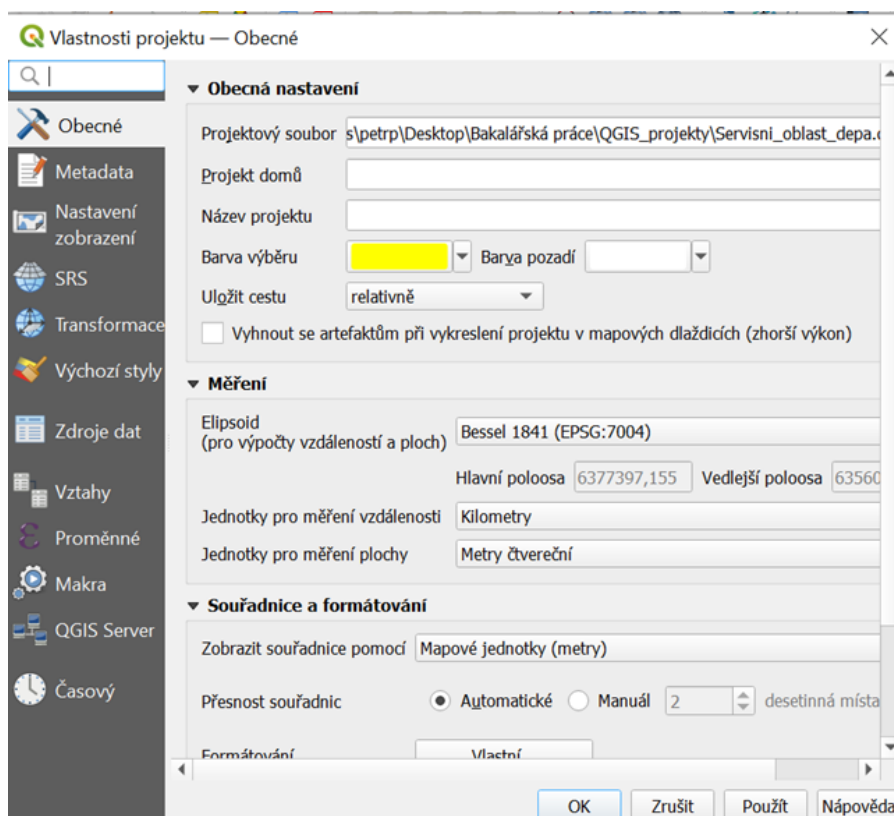 Vlastnosti projektu — Obecné
Obecné
Metadata
Nastavení
zobrazení
SRS
Transformace
Výchozí styly
Zdroje dat
Vztahy
Proměnné
Makra
QGIS Server
Časový
Obecná nastavení
Projektový soubor s\petrp\Desktop\Bakalářská práce\QGIS_projekty\Servisni_oblast_depa.
Projekt domů
Název projektu
Barva výběru Barva pozadí
Uložit cestu relativně
Vyhnout se artefaktům při vykreslení projektu v mapových dlaždicích (zhorší výkon)
Měření
Elipsoid
(pro výpočty vzdáleností a ploch) Bessel 1841 (EPSG:7004)
Hlavní poloosa 6377397,155 Vedlejší poloosa 63560
Jednotky pro měření vzdálenosti Kilometry
Jednotky pro měření plochy Metry čtvereční
Souřadnice a formátování
Zobrazit souřadnice pomocí Mapové jednotky (metry)
Přesnost souřadnic Automatické Manuál 2 desetinná místa
Formátování Vlastní
OK Zrušit Použít Nápověda